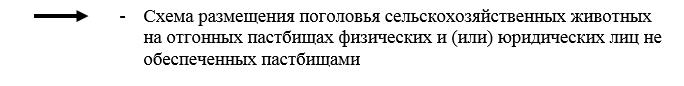 - Схема размещения поголовья сельскохозяйственных животных
на отгонных пастбищах физических и (или) юридических лиц не
обеспеченных пастбищами